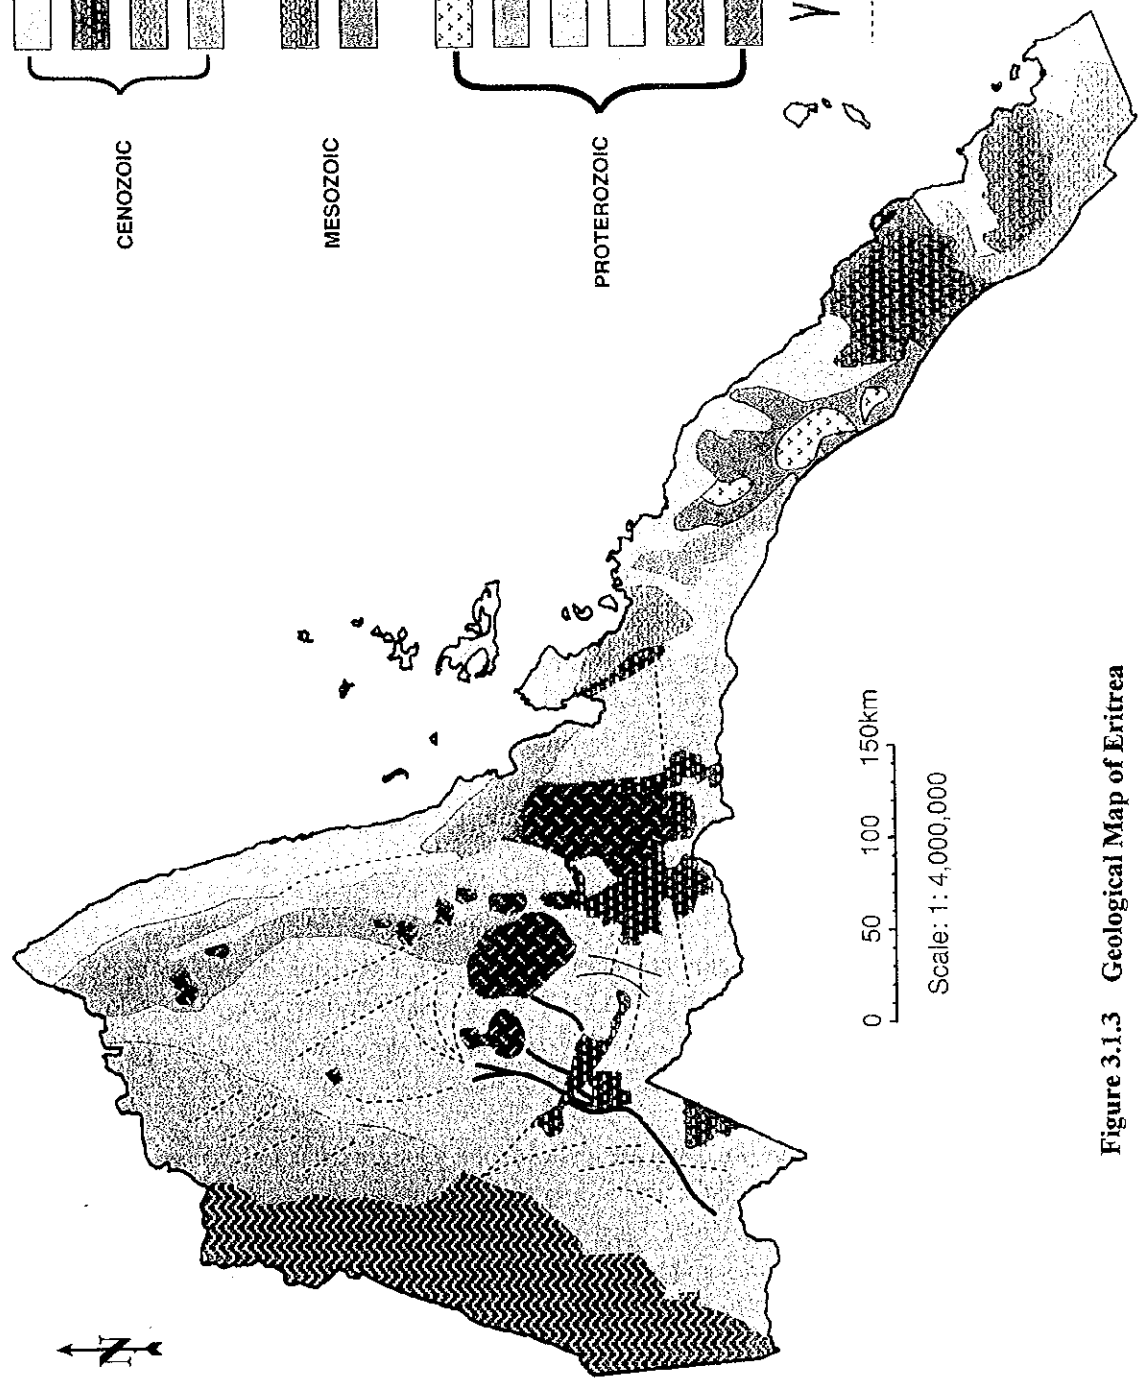 CENOZOIC
MESOZOIC
PROTEROZOIC
N
0 50 100 150km
Scale: 1: 4,000,000
Figure 3.1.3 Geological Map of Eritrea